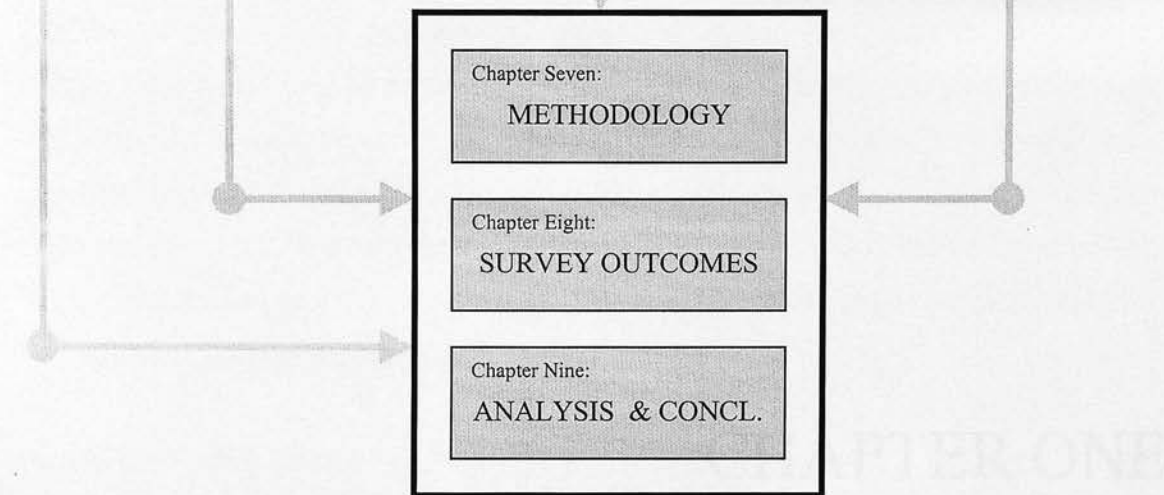 Chapter Seven:
METHODOLOGY
Chapter Eight:
SURVEY OUTCOMES
Chapter Nine:
ANALYSIS & CONCL.
CHAPTER ONE